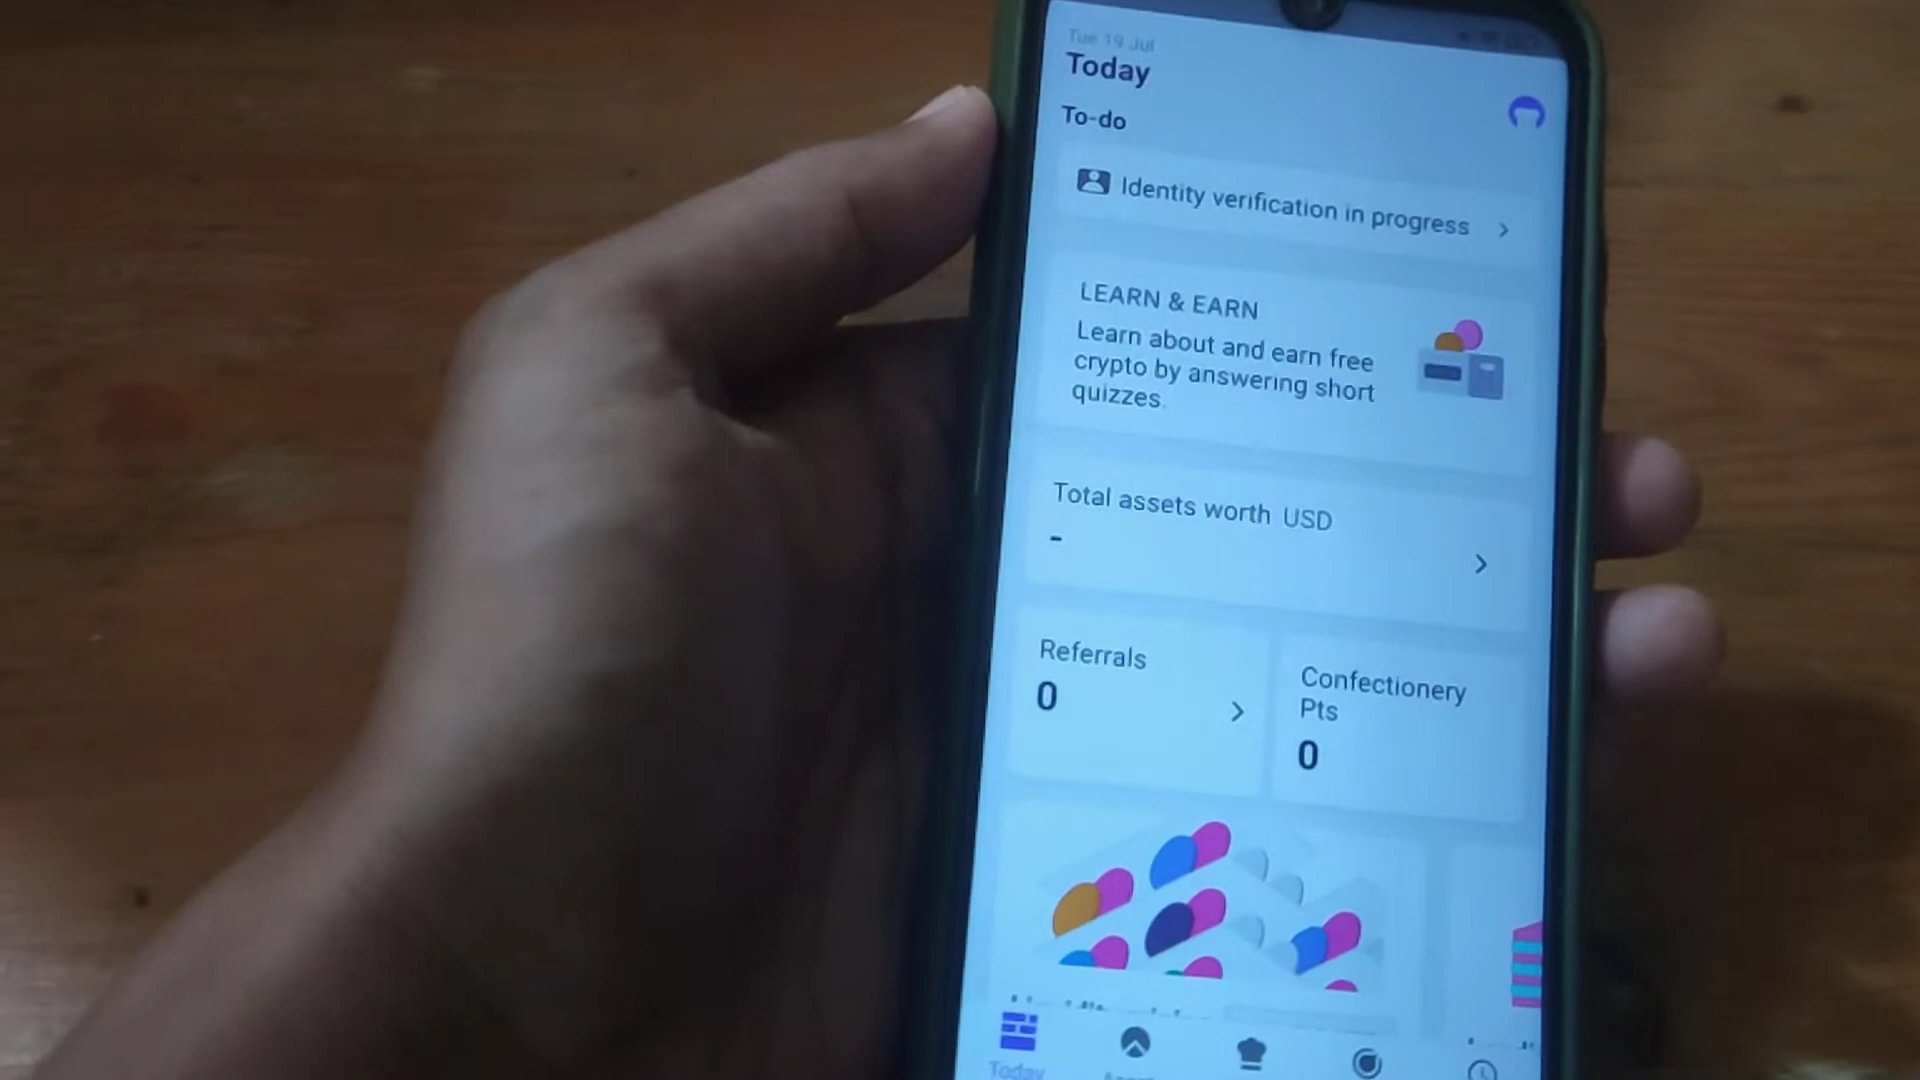 Tue 19 Jul
Today
To-do
Identity verification in progress
LEARN & EARN
Learn about and earn free
crypto by answering short
quizzes.
Total assets worth USD
-
Referrals
0
Confectionery
Pts
0
Today